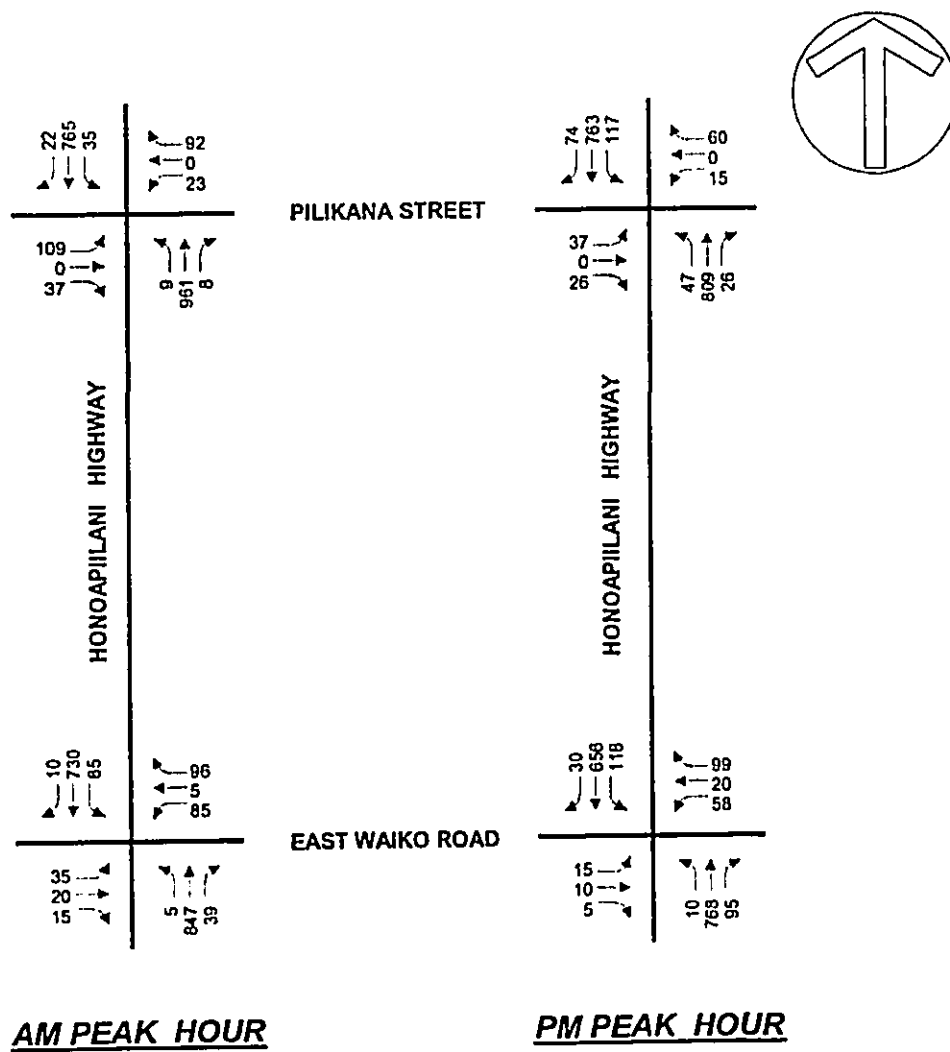 22 765 35
92
0
23
PILIKANA STREET
109
0
37
9 961 8
HONOAPIILANI HIGHWAY
10 730 85
96
5
85
EAST WAIKO ROAD
35
20
15
5 847 39
AM PEAK HOUR
74 763 117
60
0
15
37
0
26
47 809 26
HONOAPIILANI HIGHWAY
30 658 118
99
20
58
15
10
5
10 768 95
PM PEAK HOUR